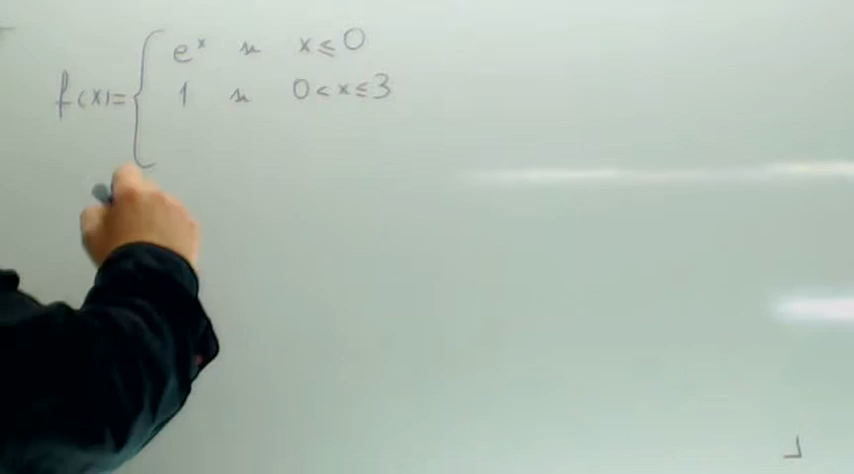 f(x)= { e^x si x ≤ 0
1 si 0 < x ≤ 3